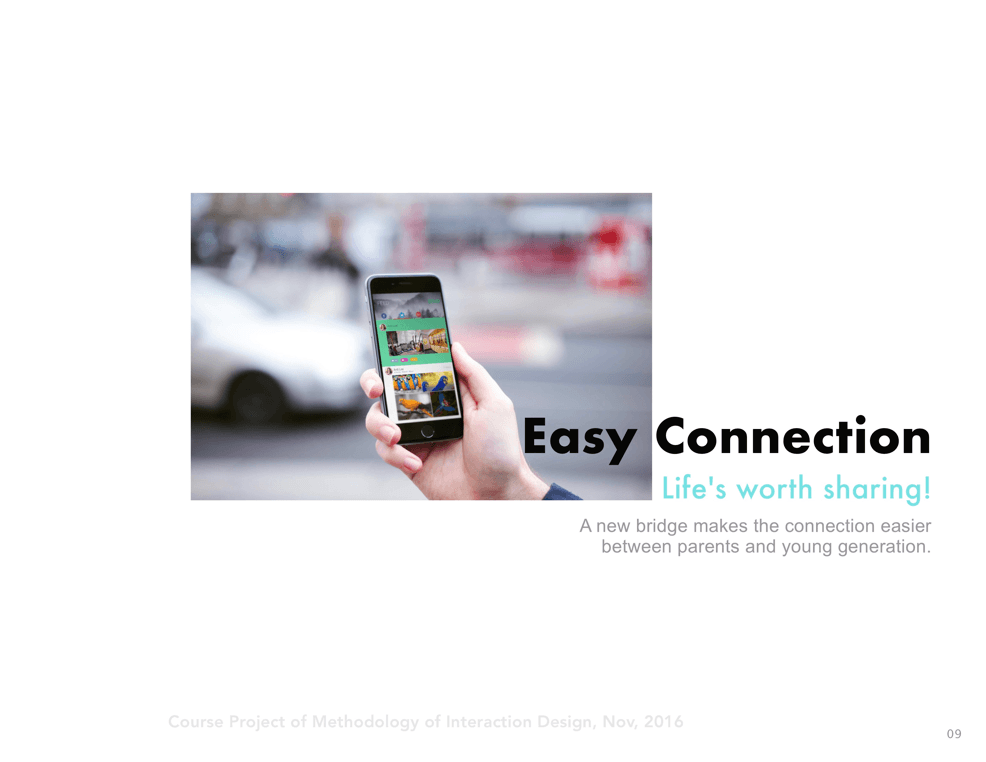 Easy Connection
Life's worth sharing!
A new bridge makes the connection easier
between parents and young generation.
Course Project of Methodology of Interaction Design, Nov, 2016
09